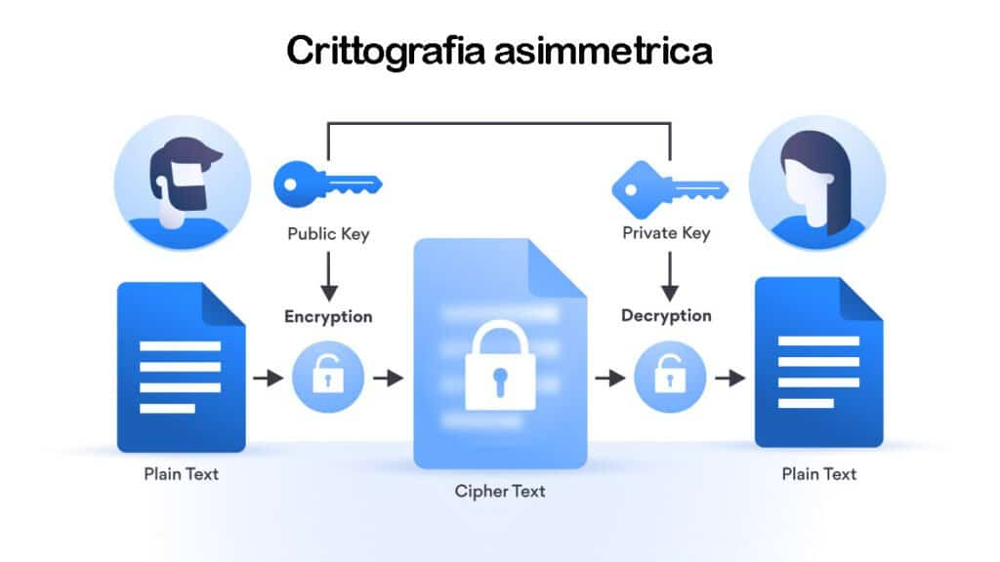 Crittografia asimmetrica
Public Key
Private Key
Encryption
Decryption
Plain Text
Cipher Text
Plain Text